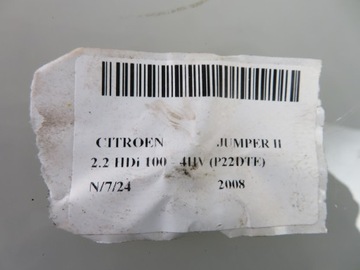 CITROEN JUMPER II
2.2 HDi 100 4HV (P22DTE)
N/7/24 2008